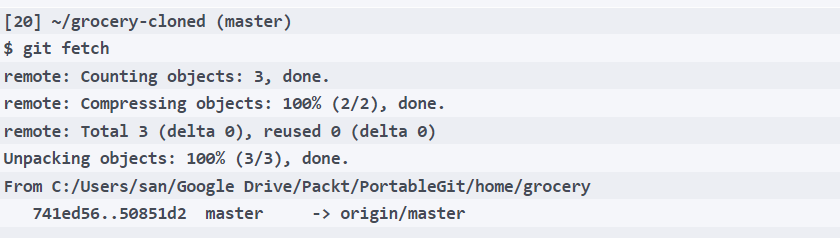 [20] ~/grocery-cloned (master)
$ git fetch
remote: Counting objects: 3, done.
remote: Compressing objects: 100% (2/2), done.
remote: Total 3 (delta 0), reused 0 (delta 0)
Unpacking objects: 100% (3/3), done.
From C:/Users/san/Google Drive/Packt/PortableGit/home/grocery
   741ed56..50851d2  master     -> origin/master